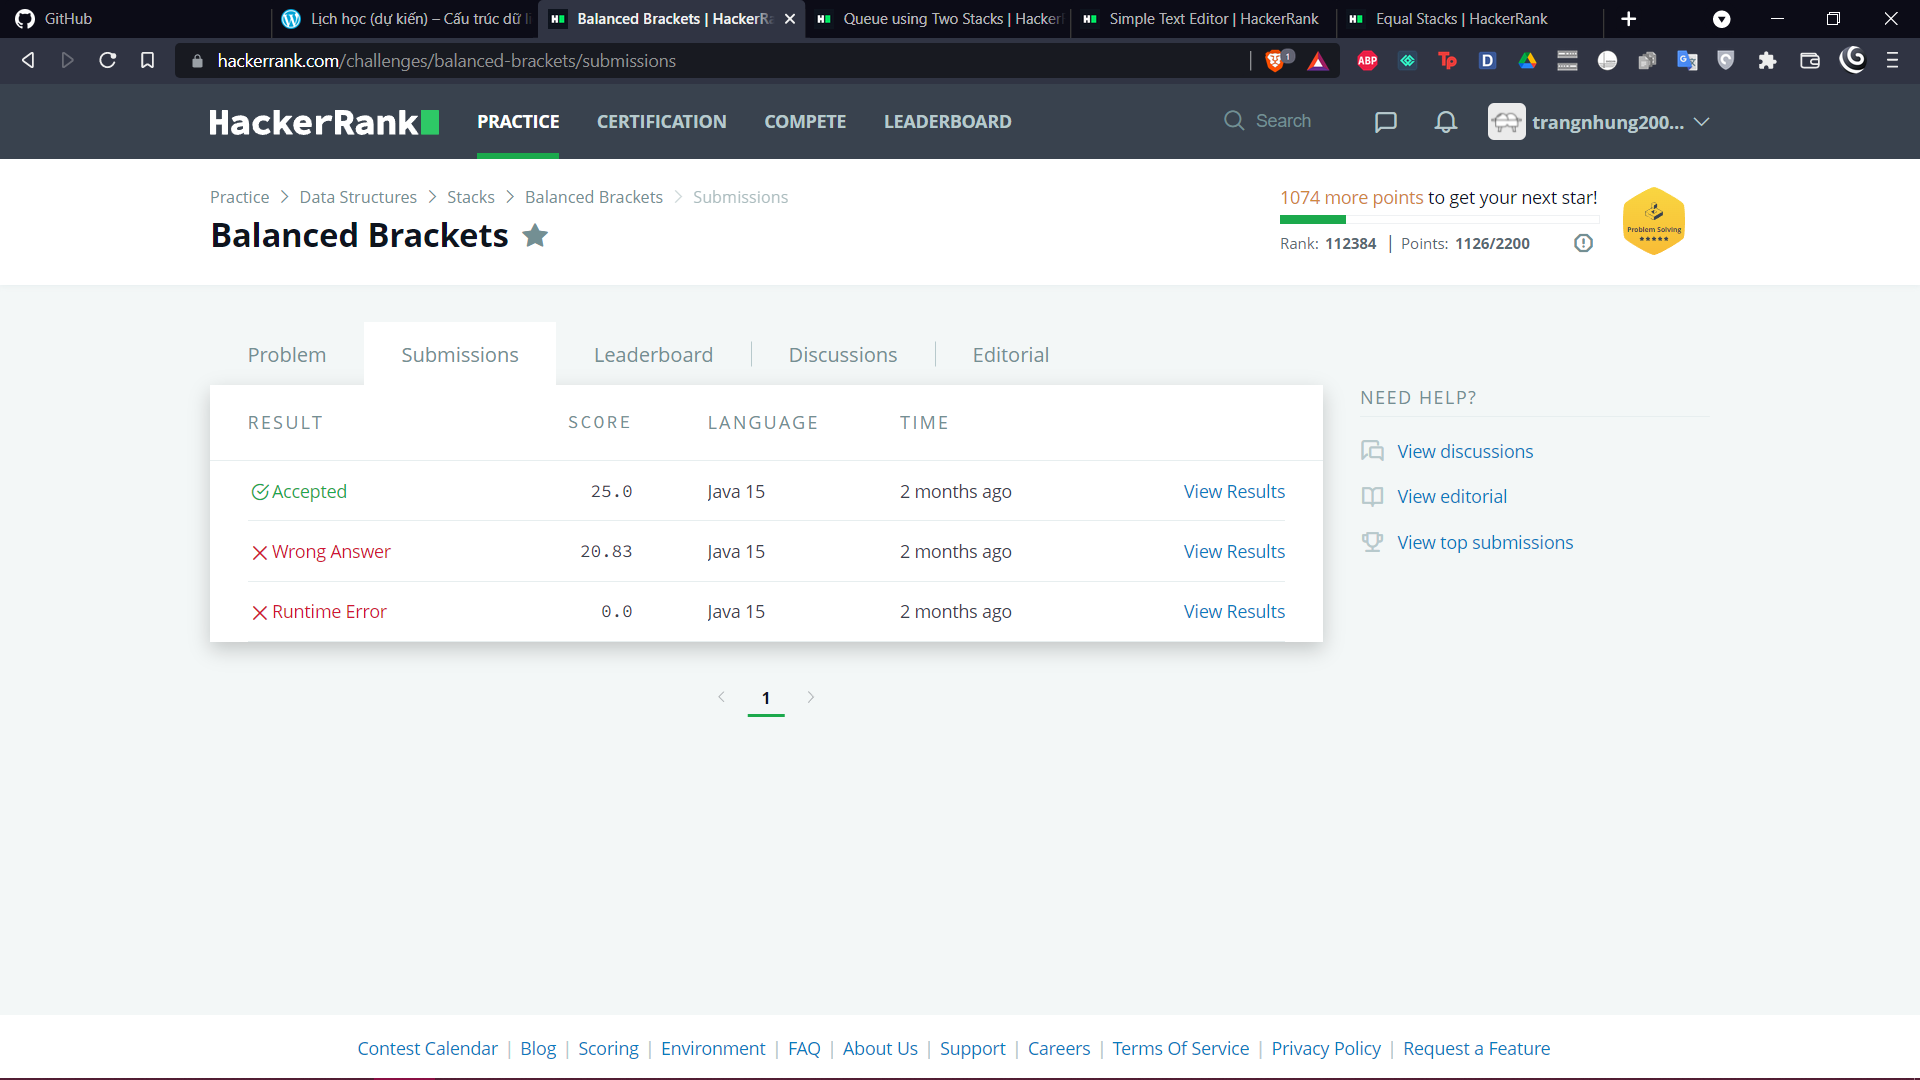 GitHub
Lịch học (dự kiến) – Cấu trúc dữ li
Balanced Brackets | HackerRa
Queue using Two Stacks | Hacker
Simple Text Editor | HackerRank
Equal Stacks | HackerRank
hackerrank.com/challenges/balanced-brackets/submissions
1
ABP
Tp
D
HackerRank
PRACTICE
CERTIFICATION
COMPETE
LEADERBOARD
Search
trangnhung200...
Practice > Data Structures > Stacks > Balanced Brackets > Submissions
Balanced Brackets
1074 more points to get your next star!
Rank: 112384 | Points: 1126/2200
Problem Solving
Problem
Submissions
Leaderboard
Discussions
Editorial
RESULT SCORE LANGUAGE TIME
Accepted 25.0 Java 15 2 months ago View Results
Wrong Answer 20.83 Java 15 2 months ago View Results
Runtime Error 0.0 Java 15 2 months ago View Results
1
NEED HELP?
View discussions
View editorial
View top submissions
Contest Calendar | Blog | Scoring | Environment | FAQ | About Us | Support | Careers | Terms Of Service | Privacy Policy | Request a Feature